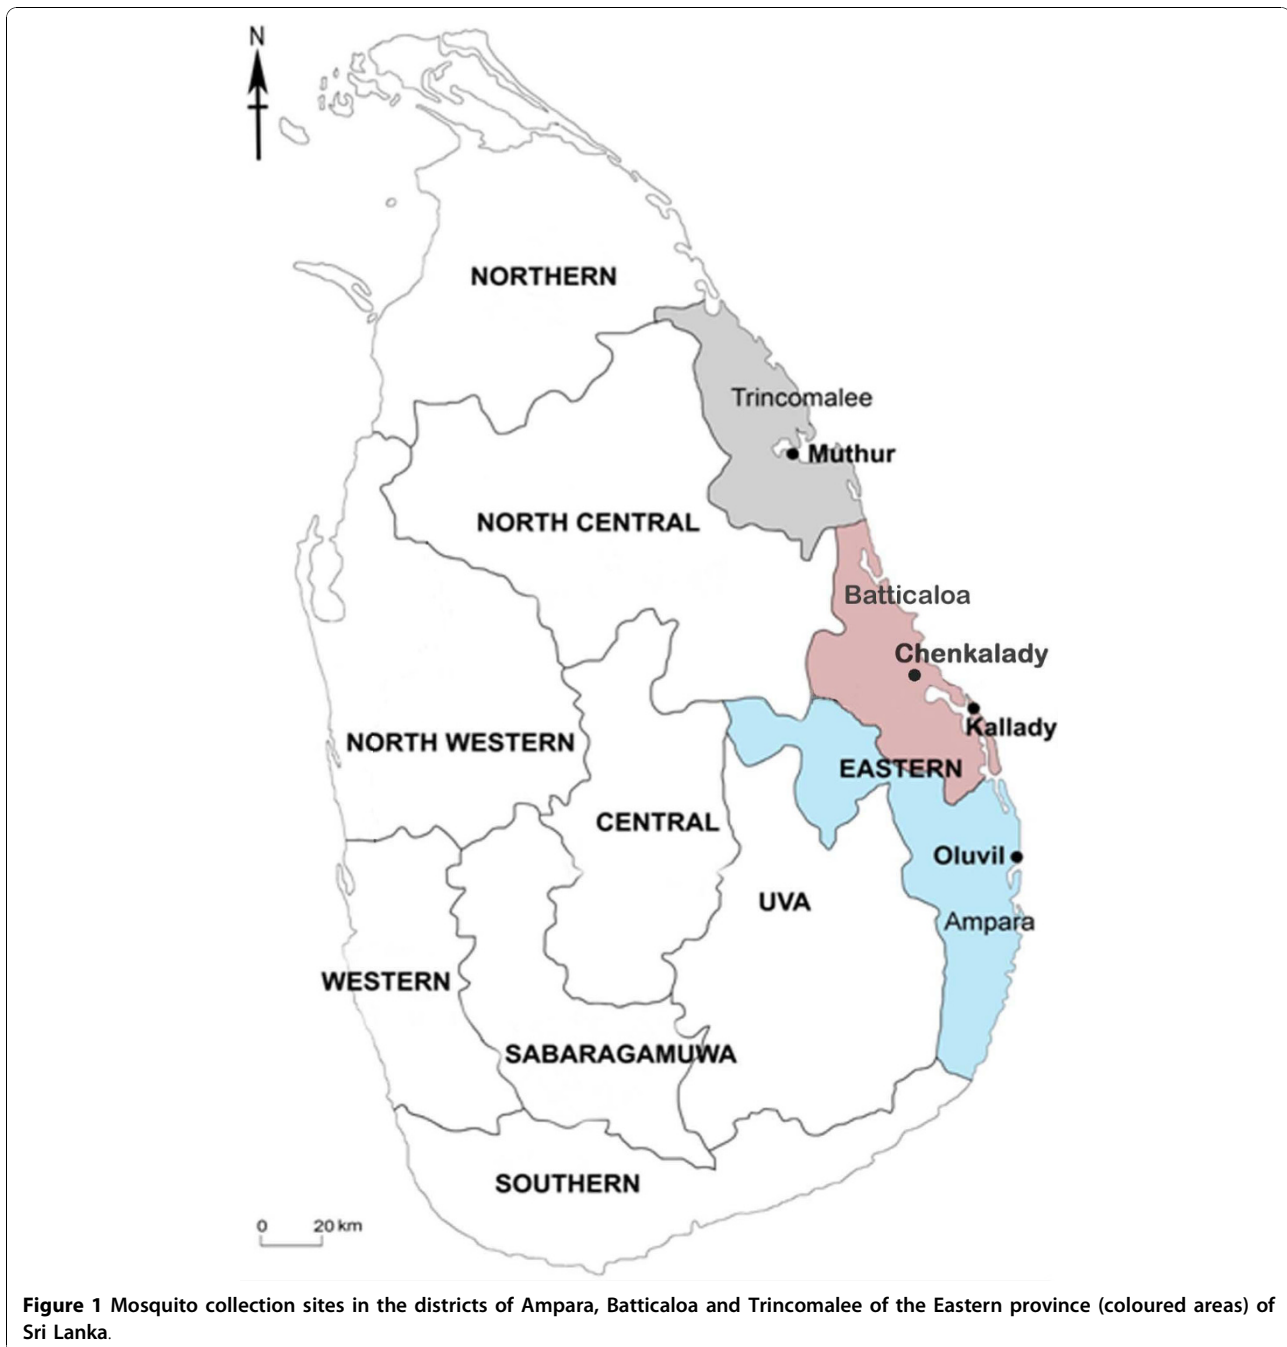 N
NORTHERN
Trincomalee
Muthur
NORTH CENTRAL
Batticaloa
Chenkalady
Kallady
NORTH WESTERN
EASTERN
CENTRAL
Oluvil
UVA
Ampara
WESTERN
SABARAGAMUWA
SOUTHERN
0 20 km
Figure 1 Mosquito collection sites in the districts of Ampara, Batticaloa and Trincomalee of the Eastern province (coloured areas) of
Sri Lanka.